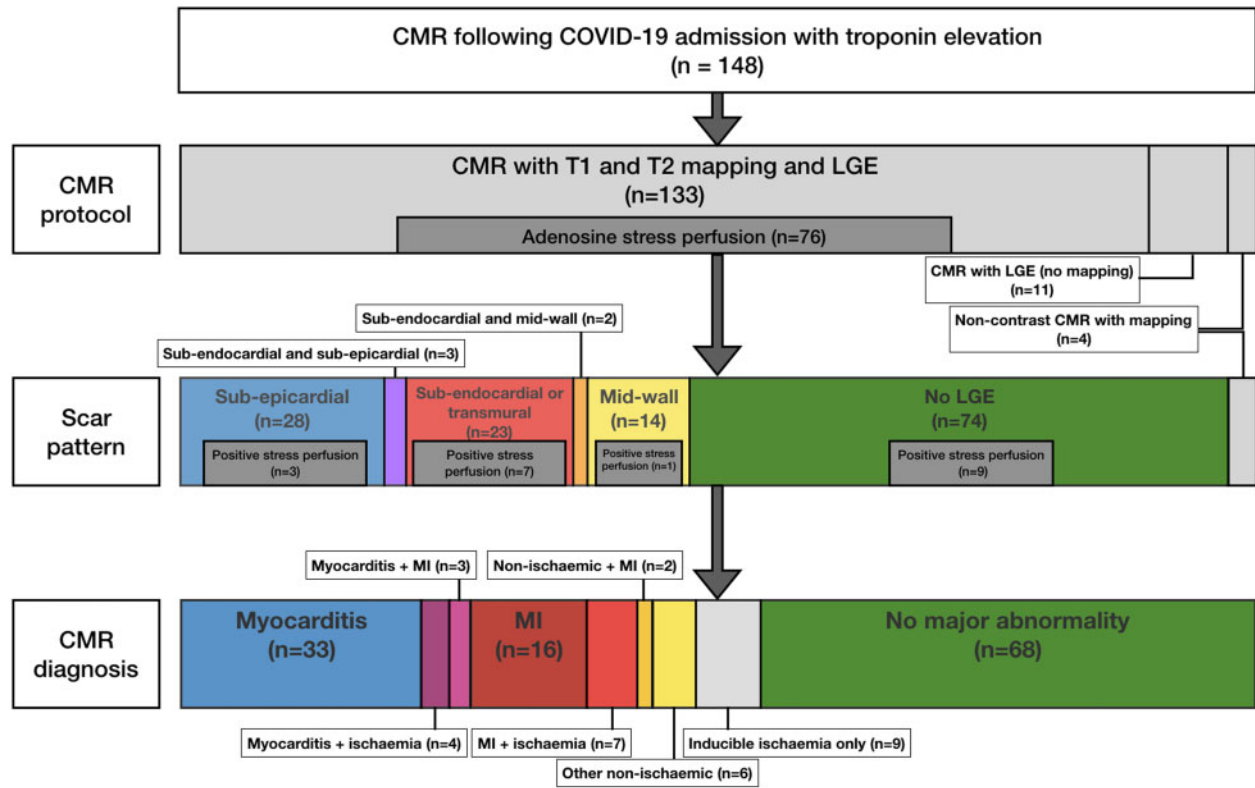 CMR following COVID-19 admission with troponin elevation
(n = 148)
CMR
protocol
CMR with T1 and T2 mapping and LGE
(n=133)
Adenosine stress perfusion (n=76)
CMR with LGE (no mapping)
(n=11)
Non-contrast CMR with mapping
(n=4)
Sub-endocardial and mid-wall (n=2)
Sub-endocardial and sub-epicardial (n=3)
Scar
pattern
Sub-epicardial
(n=28)
Positive stress perfusion
(n=3)
Sub-endocardial or
transmural
(n=23)
Positive stress
perfusion (n=7)
Mid-wall
(n=14)
Positive stress
perfusion (n=1)
No LGE
(n=74)
Positive stress perfusion
(n=9)
Myocarditis + MI (n=3)
Non-ischaemic + MI (n=2)
CMR
diagnosis
Myocarditis
(n=33)
MI
(n=16)
No major abnormality
(n=68)
Myocarditis + ischaemia (n=4)
MI + ischaemia (n=7)
Inducible ischaemia only (n=9)
Other non-ischaemic (n=6)